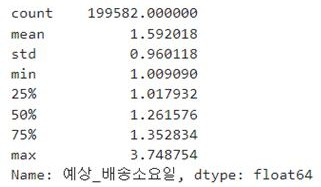 count    199582.000000
mean          1.592018
std           0.960118
min           1.009090
25%           1.017932
50%           1.261576
75%           1.352834
max           3.748754
Name: 예상_배송소요일, dtype: float64